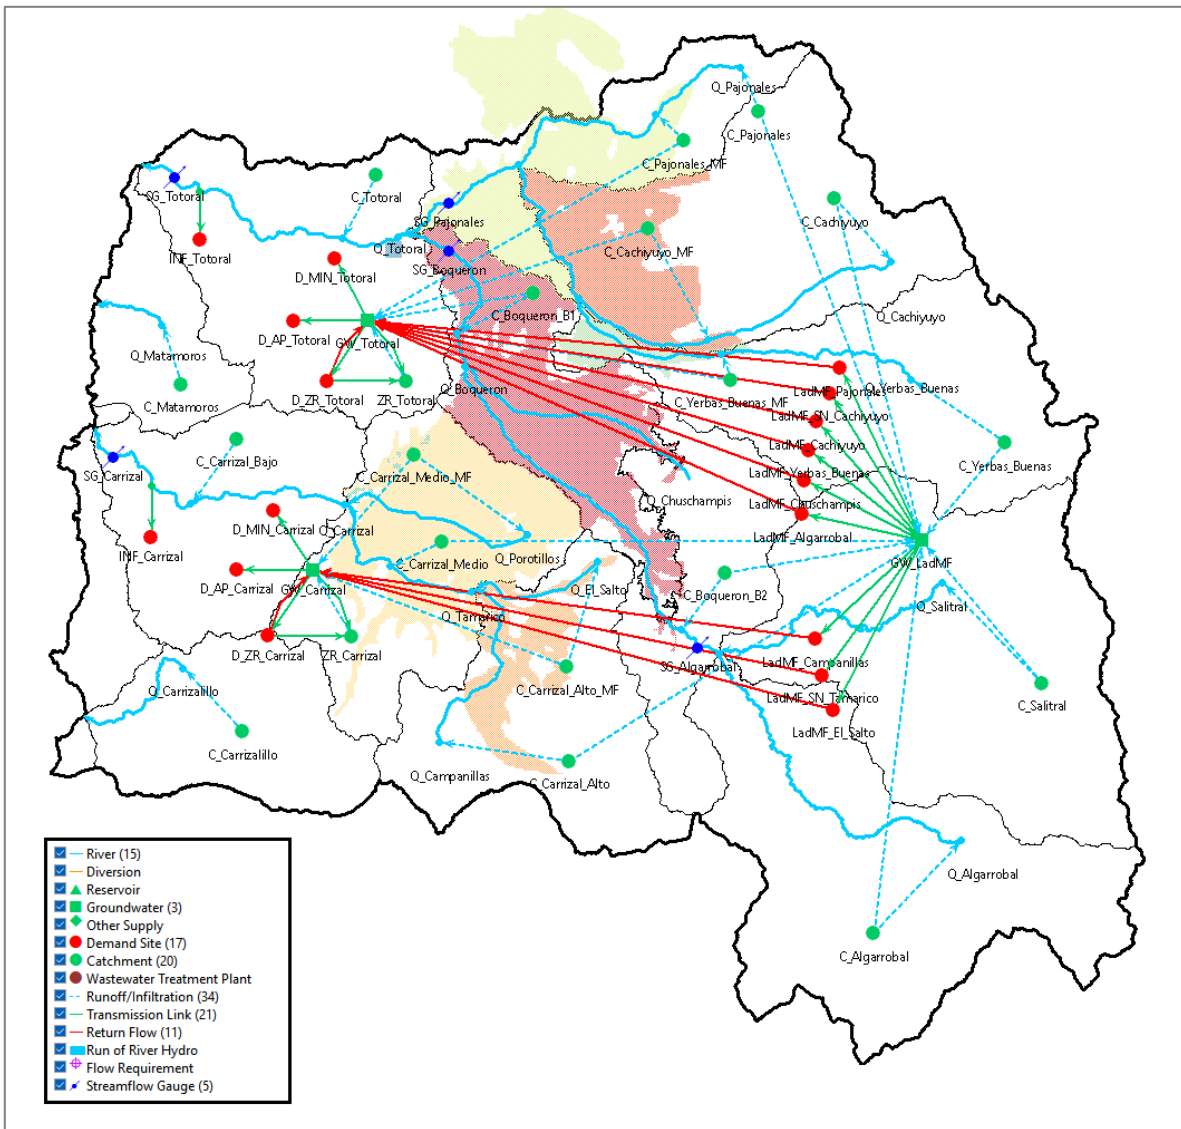 Q_Pajonales
C_Pajonales
C_Pajonales_MF
SG_Totoral
C_Totoral
SG_Pajonales
C_Cachiyuyo
INF_Totoral
Q_Totoral
C_Cachiyuyo_MF
D_MIN_Totoral
SG_Boqueron
C_Boqueron_B1
Q_Cachiyuyo
D_AP_Totoral
GW_Totoral
Q_Matamoros
Q_Boqueron
C_Matamoros
D_ZR_Totoral
ZR_Totoral
C_Yerbas_Buenas_MF
LadMF_Pajonales
Q_Yerbas_Buenas
LadMF_SN_Cachiyuyo
LadMF_Cachiyuyo
C_Yerbas_Buenas
C_Carrizal_Bajo
SG_Carrizal
C_Carrizal_Medio_MF
LadMF_Yerbas_Buenas
Q_Chuschampis
LadMF_Chuschampis
D_MIN_Carrizal
Q_Carrizal
LadMF_Algarrobal
INF_Carrizal
Q_Porotillos
C_Carrizal_Medio
GW_LadMF
D_AP_Carrizal
GW_Carrizal
Q_El_Salto
C_Boqueron_B2
Q_Salitral
Q_Tamarico
D_ZR_Carrizal
ZR_Carrizal
SG_Algarrobal
LadMF_Campanillas
Q_Carrizalillo
C_Carrizal_Alto_MF
LadMF_SN_Tamarico
C_Salitral
LadMF_El_Salto
C_Carrizalillo
Q_Campanillas
C_Carrizal_Alto
Q_Algarrobal
C_Algarrobal
River (15)
Diversion
Reservoir
Groundwater (3)
Other Supply
Demand Site (17)
Catchment (20)
Wastewater Treatment Plant
Runoff/Infiltration (34)
Transmission Link (21)
Return Flow (11)
Run of River Hydro
Flow Requirement
Streamflow Gauge (5)